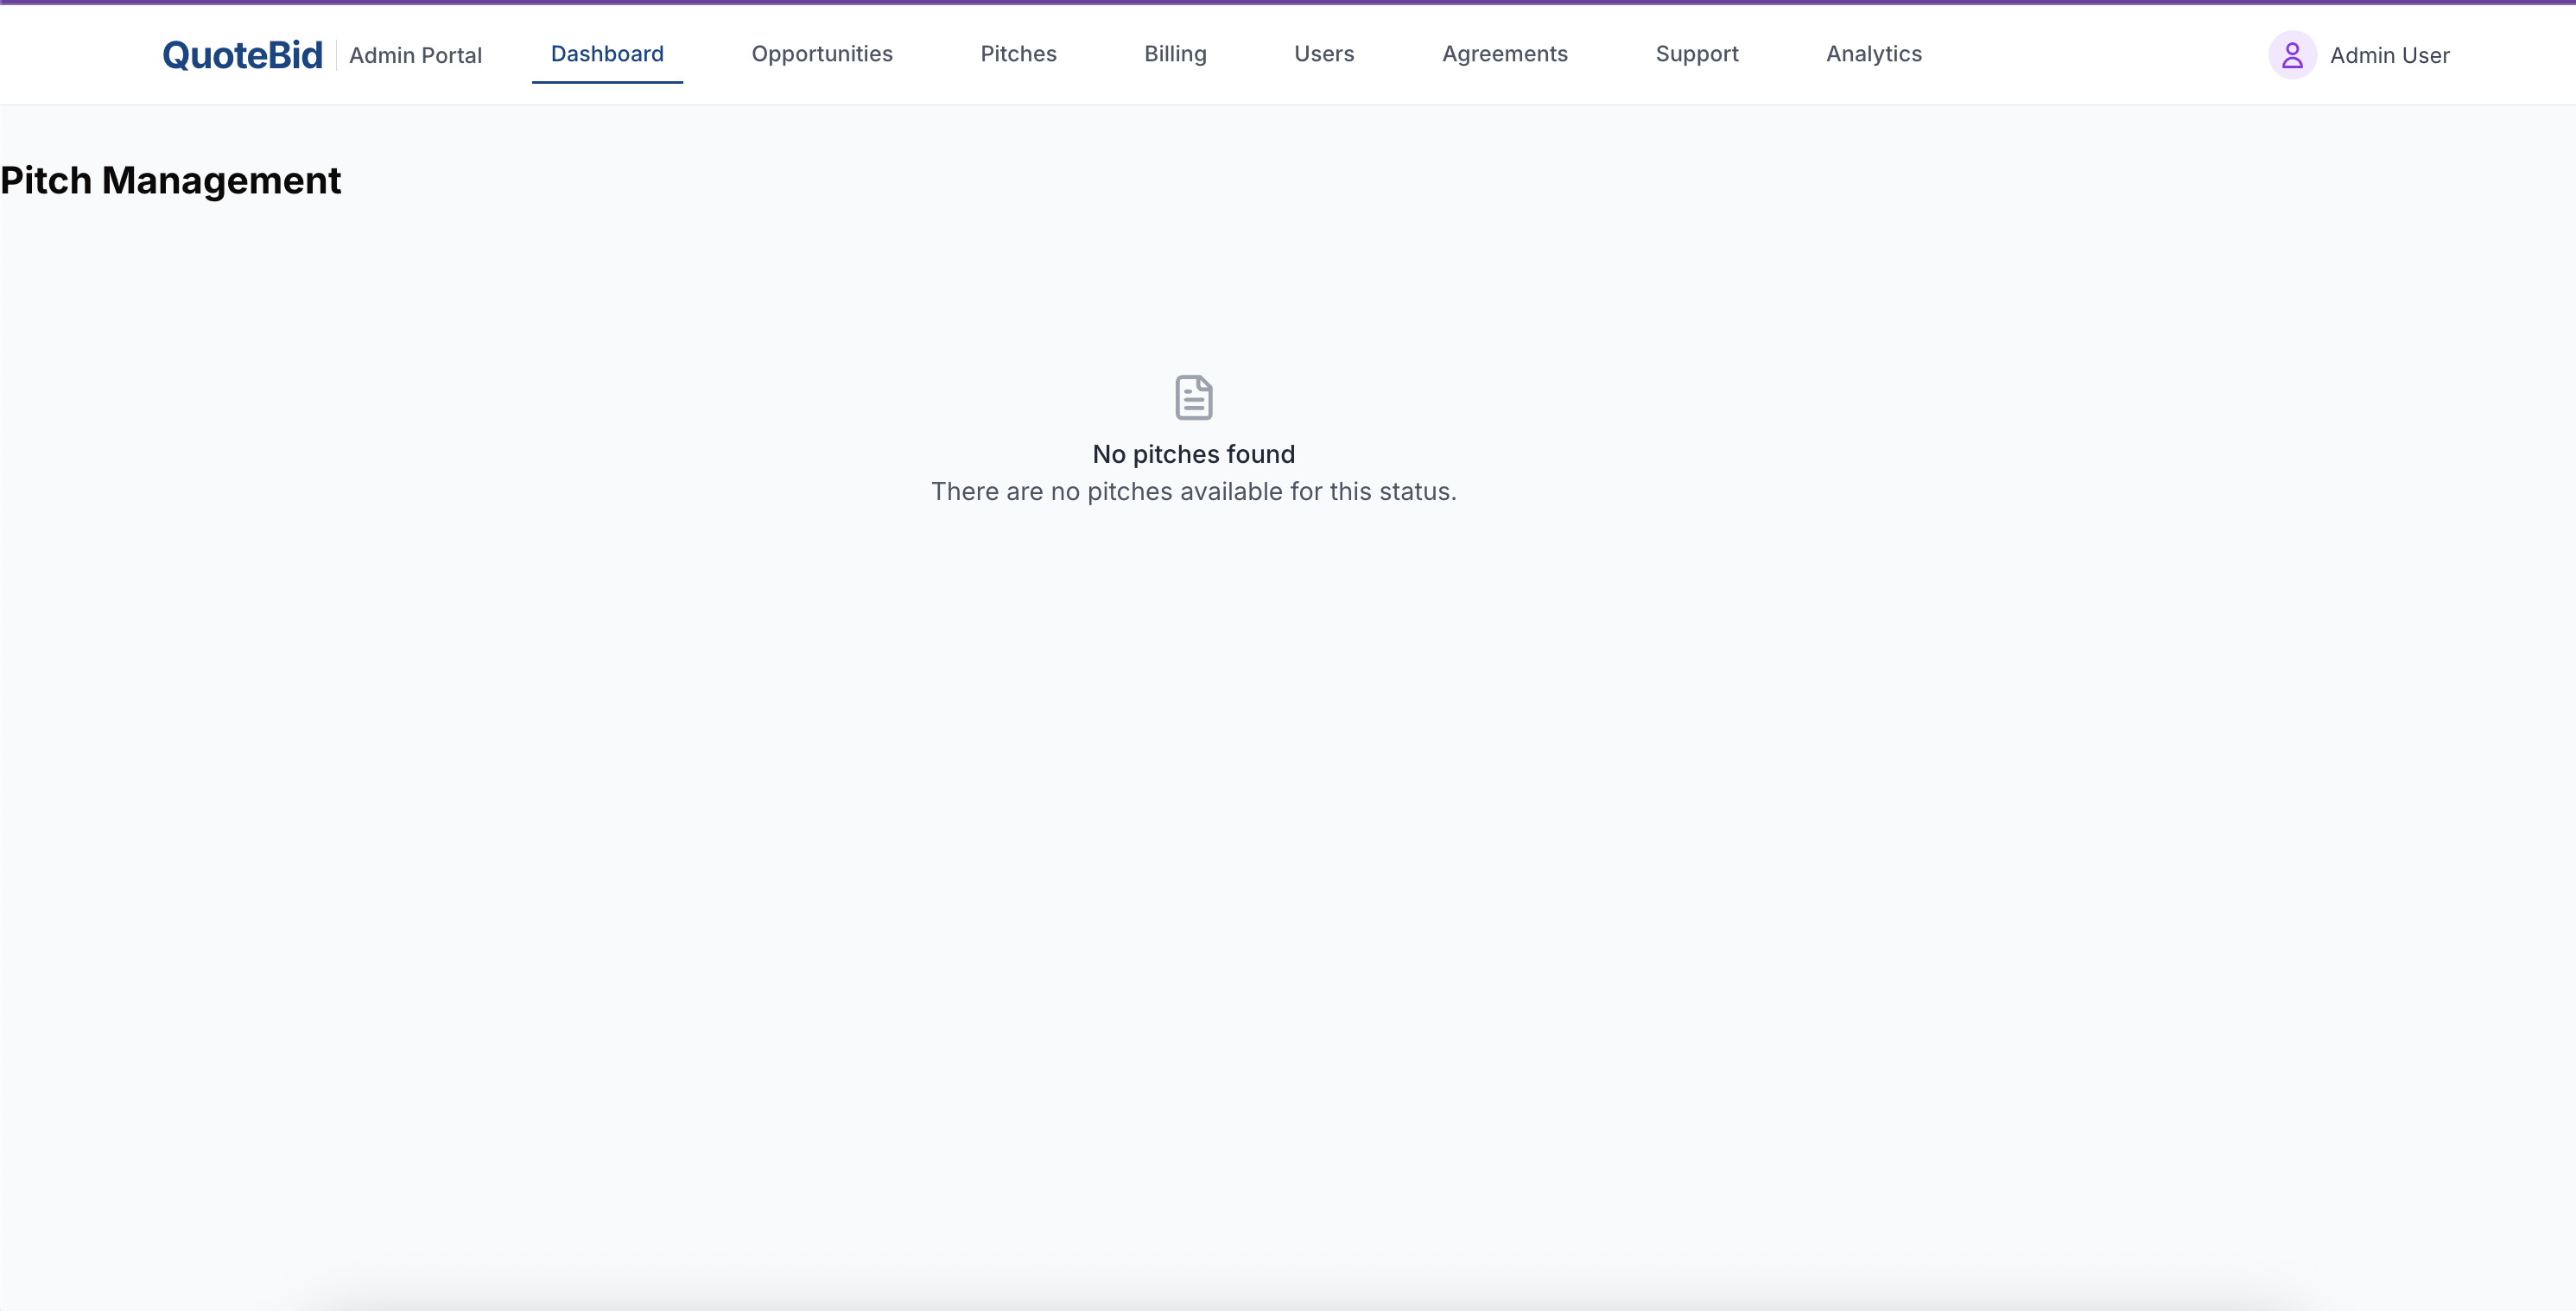 QuoteBid Admin Portal Dashboard Opportunities Pitches Billing Users Agreements Support Analytics Admin User
Pitch Management
No pitches found
There are no pitches available for this status.